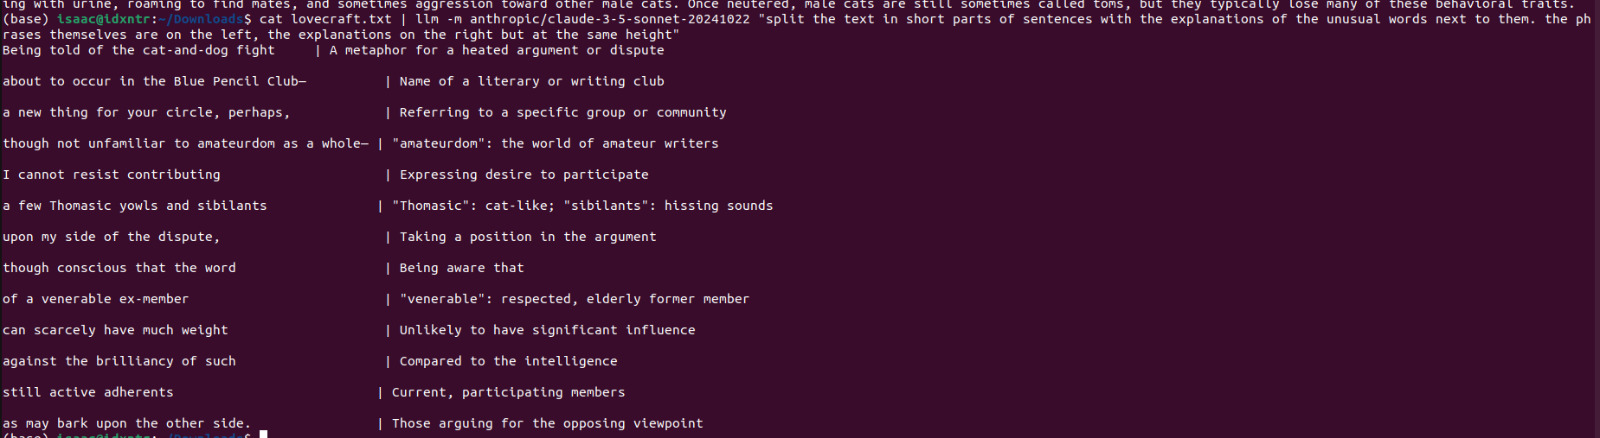 ing with urine, roaming to find mates, and sometimes aggression toward other male cats. Once neutered, male cats are still sometimes called toms, but they typically lose many of these behavioral traits.
(base) isaac@idxntr:~/Downloads$ cat lovecraft.txt | llm -m anthropic/claude-3-5-sonnet-20241022 "split the text in short parts of sentences with the explanations of the unusual words next to them. the ph
rases themselves are on the left, the explanations on the right but at the same height"
Being told of the cat-and-dog fight | A metaphor for a heated argument or dispute
about to occur in the Blue Pencil Club— | Name of a literary or writing club
a new thing for your circle, perhaps, | Referring to a specific group or community
though not unfamiliar to amateurdom as a whole— | "amateurdom": the world of amateur writers
I cannot resist contributing | Expressing desire to participate
a few Thomasic yowls and sibilants | "Thomasic": cat-like; "sibilants": hissing sounds
upon my side of the dispute, | Taking a position in the argument
though conscious that the word | Being aware that
of a venerable ex-member | "venerable": respected, elderly former member
can scarcely have much weight | Unlikely to have significant influence
against the brilliancy of such | Compared to the intelligence
still active adherents | Current, participating members
as may bark upon the other side. | Those arguing for the opposing viewpoint
(base) isaac@idxntr:~/Downloads$